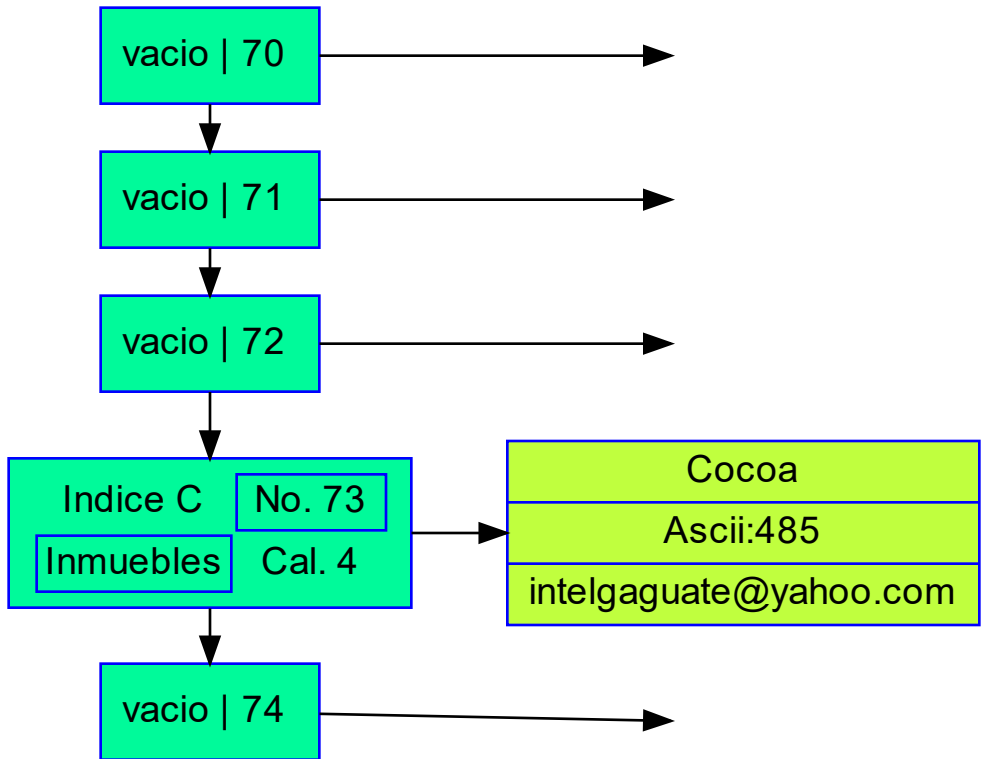 vacio | 70
vacio | 71
vacio | 72
Indice C No. 73
Inmuebles Cal. 4
Cocoa
Ascii:485
intelgaguate@yahoo.com
vacio | 74